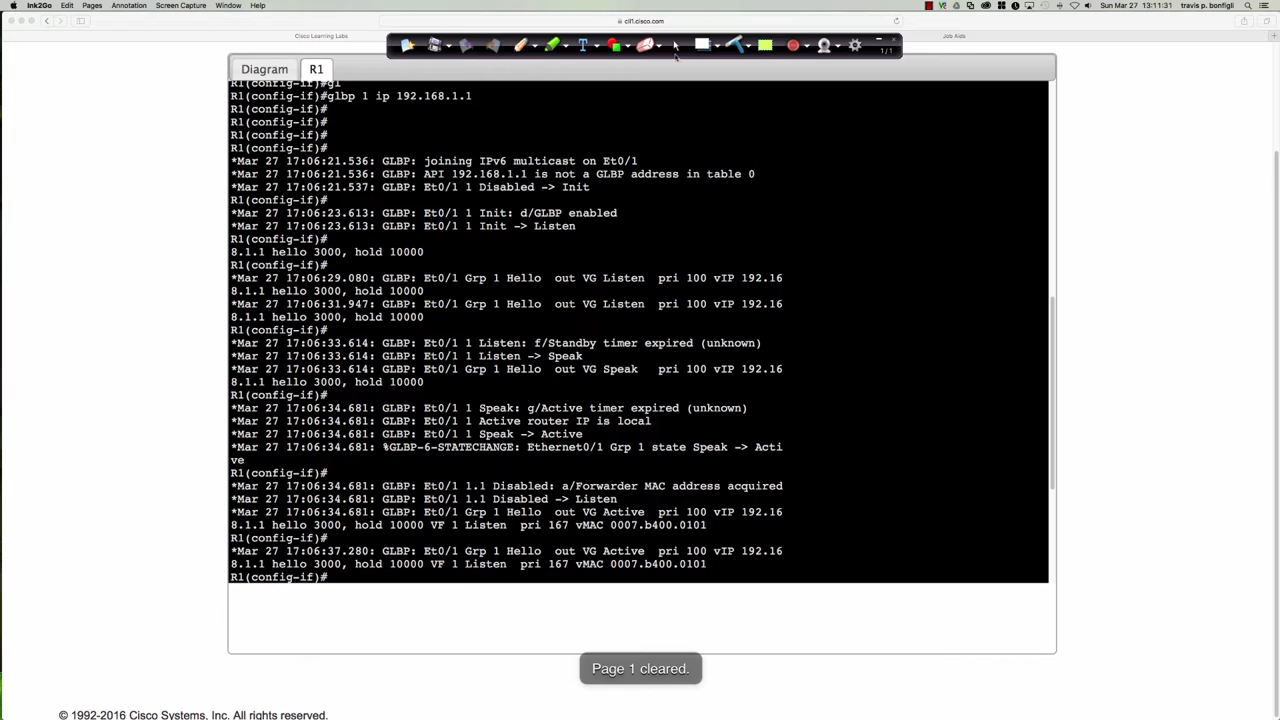 Ink2Go Edit Pages Annotation Screen Capture Window Help
travis p. bonfigli
Sun Mar 27 13:11:31
cll1.cisco.com
Cisco Learning Labs
Job Aids
1/1
Diagram
R1
R1(config-if)#gl
R1(config-if)#glbp 1 ip 192.168.1.1
R1(config-if)#
R1(config-if)#
R1(config-if)#
R1(config-if)#
*Mar 27 17:06:21.536: GLBP: joining IPv6 multicast on Et0/1
*Mar 27 17:06:21.536: GLBP: API 192.168.1.1 is not a GLBP address in table 0
*Mar 27 17:06:21.537: GLBP: Et0/1 1 Disabled -> Init
R1(config-if)#
*Mar 27 17:06:23.613: GLBP: Et0/1 1 Init: d/GLBP enabled
*Mar 27 17:06:23.613: GLBP: Et0/1 1 Init -> Listen
R1(config-if)#
8.1.1 hello 3000, hold 10000
R1(config-if)#
*Mar 27 17:06:29.080: GLBP: Et0/1 Grp 1 Hello  out VG Listen  pri 100 vIP 192.16
8.1.1 hello 3000, hold 10000
*Mar 27 17:06:31.947: GLBP: Et0/1 Grp 1 Hello  out VG Listen  pri 100 vIP 192.16
8.1.1 hello 3000, hold 10000
R1(config-if)#
*Mar 27 17:06:33.614: GLBP: Et0/1 1 Listen: f/Standby timer expired (unknown)
*Mar 27 17:06:33.614: GLBP: Et0/1 1 Listen -> Speak
*Mar 27 17:06:33.614: GLBP: Et0/1 Grp 1 Hello  out VG Speak   pri 100 vIP 192.16
8.1.1 hello 3000, hold 10000
R1(config-if)#
*Mar 27 17:06:34.681: GLBP: Et0/1 1 Speak: g/Active timer expired (unknown)
*Mar 27 17:06:34.681: GLBP: Et0/1 1 Active router IP is local
*Mar 27 17:06:34.681: GLBP: Et0/1 1 Speak -> Active
*Mar 27 17:06:34.681: %GLBP-6-STATECHANGE: Ethernet0/1 Grp 1 state Speak -> Acti
ve
R1(config-if)#
*Mar 27 17:06:34.681: GLBP: Et0/1 1.1 Disabled: a/Forwarder MAC address acquired
*Mar 27 17:06:34.681: GLBP: Et0/1 1.1 Disabled -> Listen
*Mar 27 17:06:34.681: GLBP: Et0/1 Grp 1 Hello  out VG Active  pri 100 vIP 192.16
8.1.1 hello 3000, hold 10000 VF 1 Listen  pri 167 vMAC 0007.b400.0101
R1(config-if)#
*Mar 27 17:06:37.280: GLBP: Et0/1 Grp 1 Hello  out VG Active  pri 100 vIP 192.16
8.1.1 hello 3000, hold 10000 VF 1 Listen  pri 167 vMAC 0007.b400.0101
R1(config-if)#
Page 1 cleared.
© 1992-2016 Cisco Systems, Inc. All rights reserved.